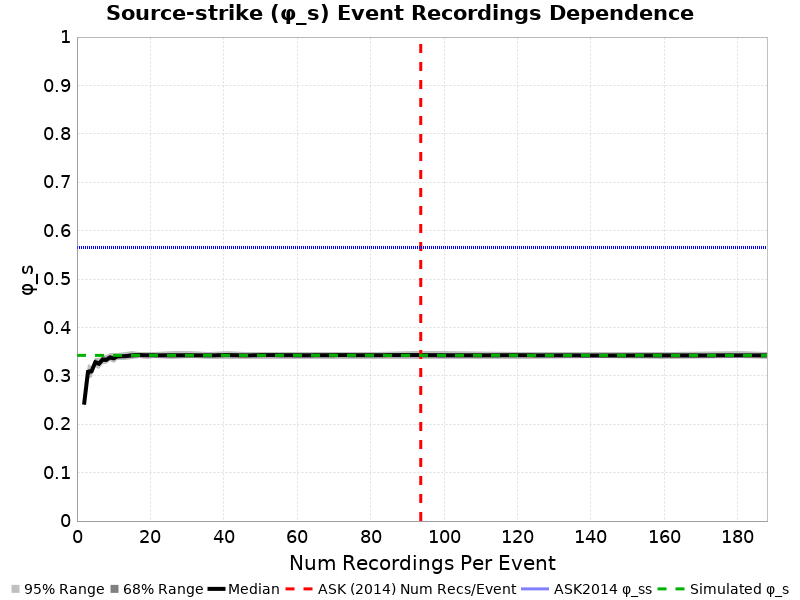 Source-strike (φ_s) Event Recordings Dependence
1
0.9
0.8
0.7
0.6
0.5
0.4
0.3
0.2
0.1
0
φ_s
0 20 40 60 80 100 120 140 160 180
Num Recordings Per Event
95% Range 68% Range Median ASK (2014) Num Recs/Event ASK2014 φ_ss Simulated φ_s